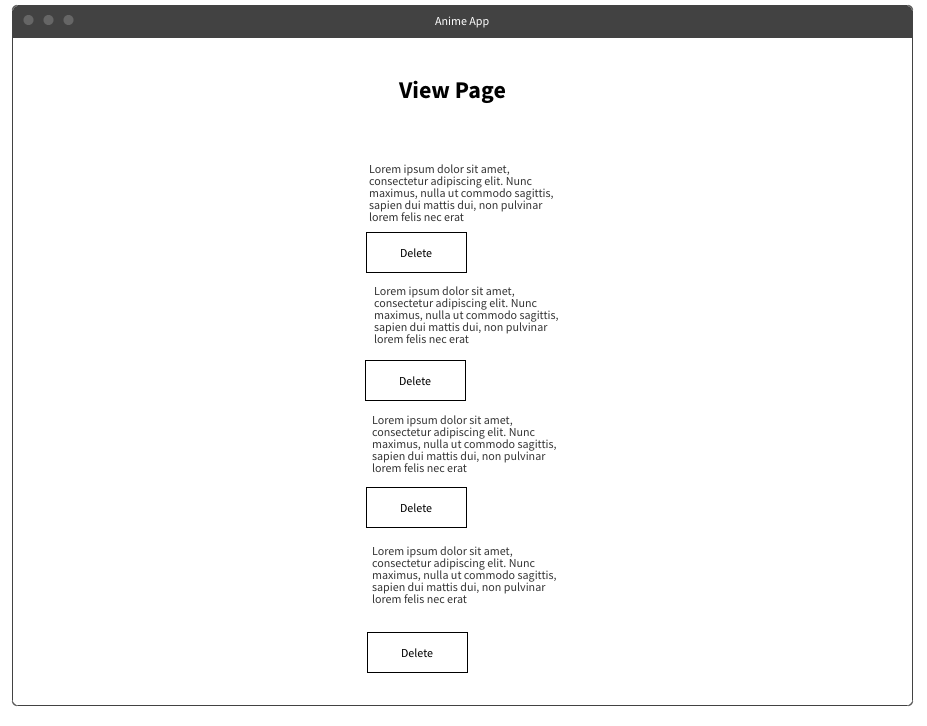 Anime App
View Page
Lorem ipsum dolor sit amet,
consectetur adipiscing elit. Nunc
maximus, nulla ut commodo sagittis,
sapien dui mattis dui, non pulvinar
lorem felis nec erat
Delete
Lorem ipsum dolor sit amet,
consectetur adipiscing elit. Nunc
maximus, nulla ut commodo sagittis,
sapien dui mattis dui, non pulvinar
lorem felis nec erat
Delete
Lorem ipsum dolor sit amet,
consectetur adipiscing elit. Nunc
maximus, nulla ut commodo sagittis,
sapien dui mattis dui, non pulvinar
lorem felis nec erat
Delete
Lorem ipsum dolor sit amet,
consectetur adipiscing elit. Nunc
maximus, nulla ut commodo sagittis,
sapien dui mattis dui, non pulvinar
lorem felis nec erat
Delete